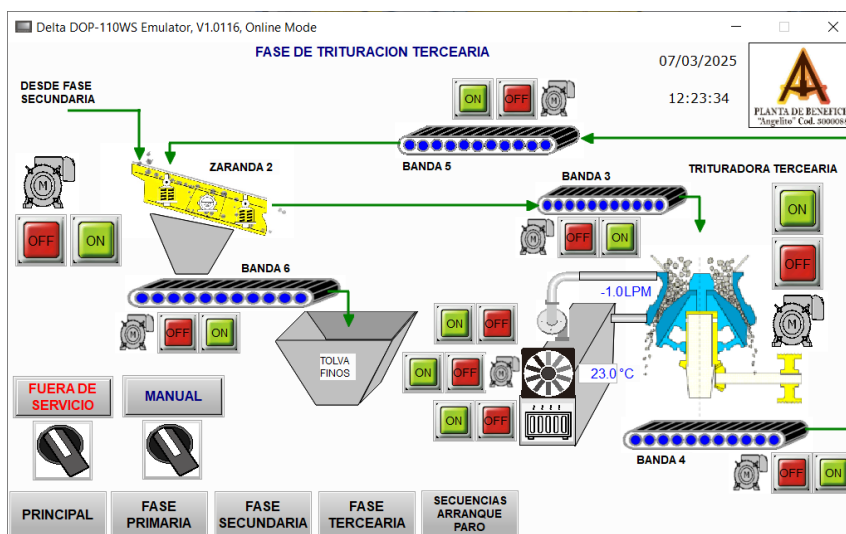 Delta DOP-110WS Emulator, V1.0116, Online Mode
FASE DE TRITURACION TERCEARIA
07/03/2025
12:23:34
PLANTA DE BENEFICI
"Angelito" Cod.
DESDE FASE
SECUNDARIA
ON OFF
BANDA 5
ZARANDA 2
BANDA 3
TRITURADORA TERCEARIA
ON
OFF
M
OFF ON
M
OFF ON
BANDA 6
OFF ON
TOLVA
FINOS
-1.0LPM
23.0°C
ON OFF
ON OFF
ON OFF
M
BANDA 4
OFF ON
FUERA DE
SERVICIO
MANUAL
PRINCIPAL
FASE
PRIMARIA
FASE
SECUNDARIA
FASE
TERCEARIA
SECUENCIAS
ARRANQUE
PARO